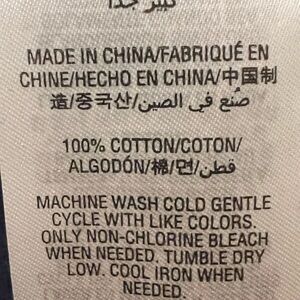 كبير جدا
MADE IN CHINA/FABRIQUÉ EN
CHINE/HECHO EN CHINA/中国制
造/중국산/صُنع في الصين
100% COTTON/COTON/
ALGODÓN/棉/면/قطن
MACHINE WASH COLD GENTLE
CYCLE WITH LIKE COLORS.
ONLY NON-CHLORINE BLEACH
WHEN NEEDED. TUMBLE DRY
LOW. COOL IRON WHEN
NEEDED.